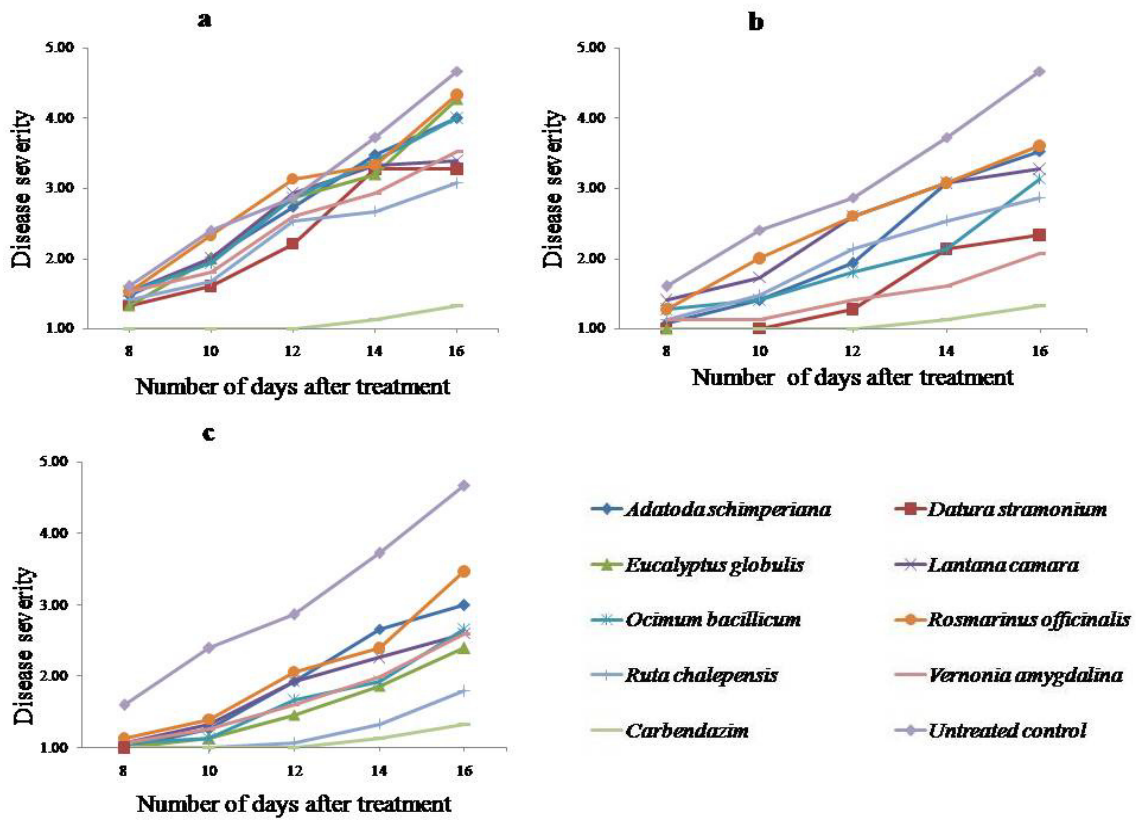 a
5.00
4.00
3.00
2.00
1.00
Disease severity
8 10 12 14 16
Number of days after treatment
b
5.00
4.00
3.00
2.00
1.00
Disease severity
8 10 12 14 16
Number of days after treatment
c
5.00
4.00
3.00
2.00
1.00
Disease severity
8 10 12 14 16
Number of days after treatment
Adatoda schimperiana Datura stramonium
Eucalyptus globulis Lantana camara
Ocimum bacillicum Rosmarinus officinalis
Ruta chalepensis Vernonia amygdalina
Carbendazim Untreated control